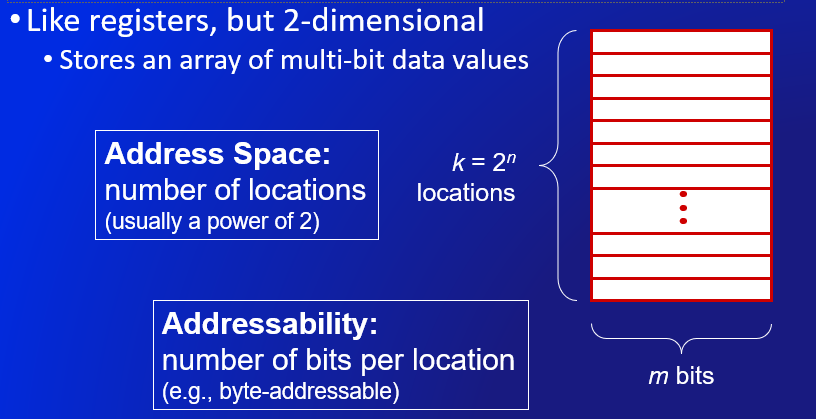 • Like registers, but 2-dimensional
• Stores an array of multi-bit data values
Address Space:
number of locations
(usually a power of 2)
k = 2ⁿ
locations
Addressability:
number of bits per location
(e.g., byte-addressable)
m bits